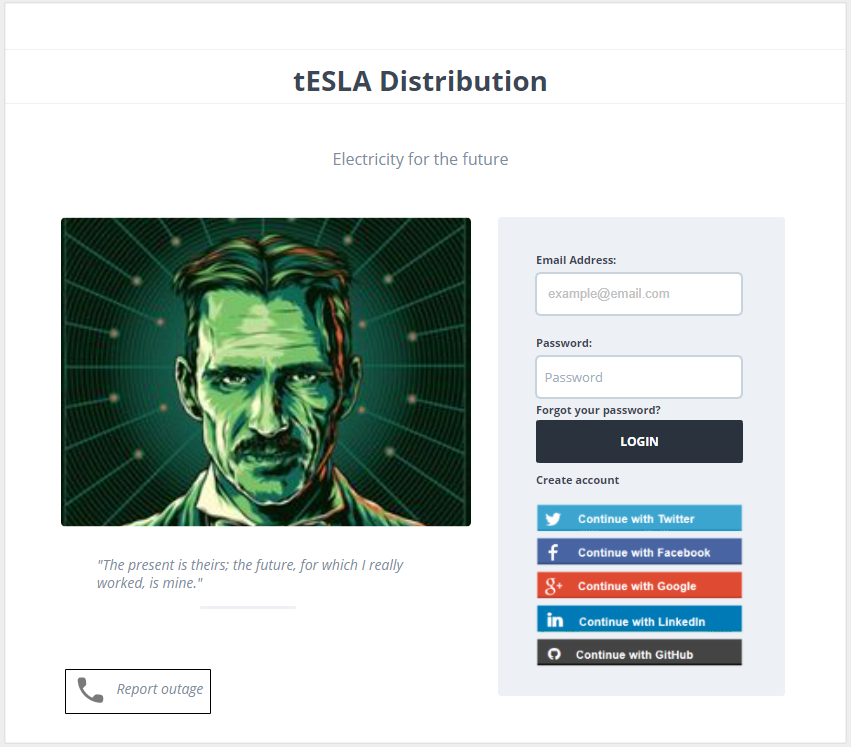 tESLA Distribution
Electricity for the future
Email Address:
example@email.com
Password:
Password
Forgot your password?
LOGIN
Create account
Continue with Twitter
Continue with Facebook
Continue with Google
Continue with LinkedIn
Continue with GitHub
"The present is theirs; the future, for which I really
worked, is mine."
Report outage